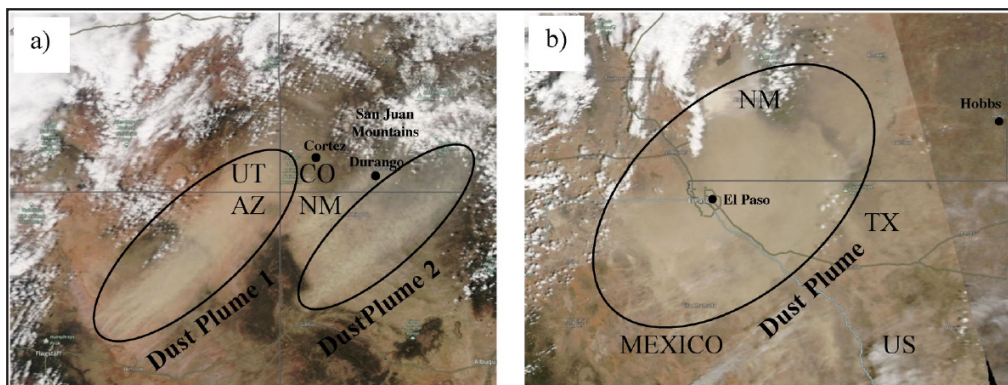 a)
San Juan
Mountains
Cortez
Durango
UT
CO
AZ
NM
Dust Plume 1
DustPlume 2
Flagstaff
b)
NM
Hobbs
El Paso
TX
Dust Plume
MEXICO
US